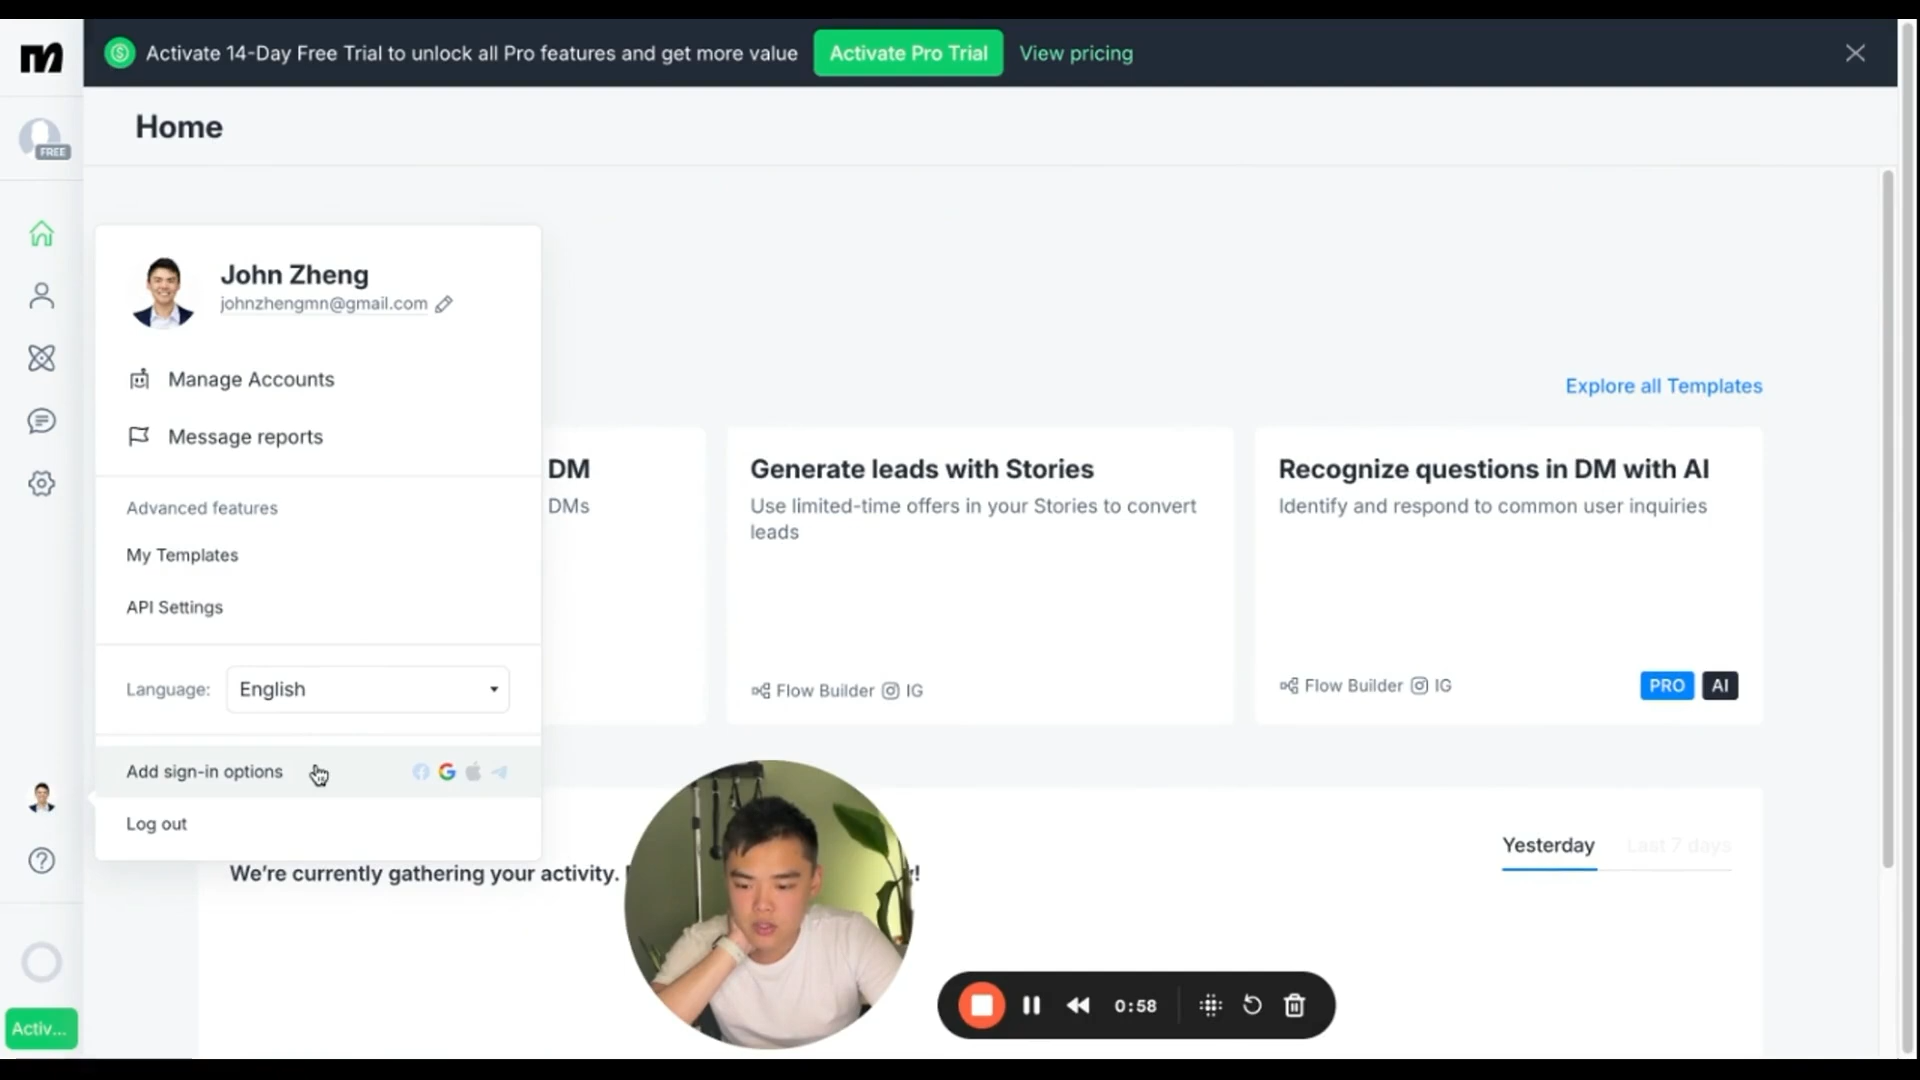 Activate 14-Day Free Trial to unlock all Pro features and get more value
Activate Pro Trial
View pricing
FREE
Home
John Zheng
johnzhengmn@gmail.com
Manage Accounts
Message reports
Advanced features
My Templates
API Settings
Language:
English
Add sign-in options
Log out
Explore all Templates
DM
DMs
Generate leads with Stories
Use limited-time offers in your Stories to convert
leads
Flow Builder IG
Recognize questions in DM with AI
Identify and respond to common user inquiries
Flow Builder IG
PRO
AI
Yesterday
Last 7 days
We're currently gathering your activity.
!
0:58
Activ...